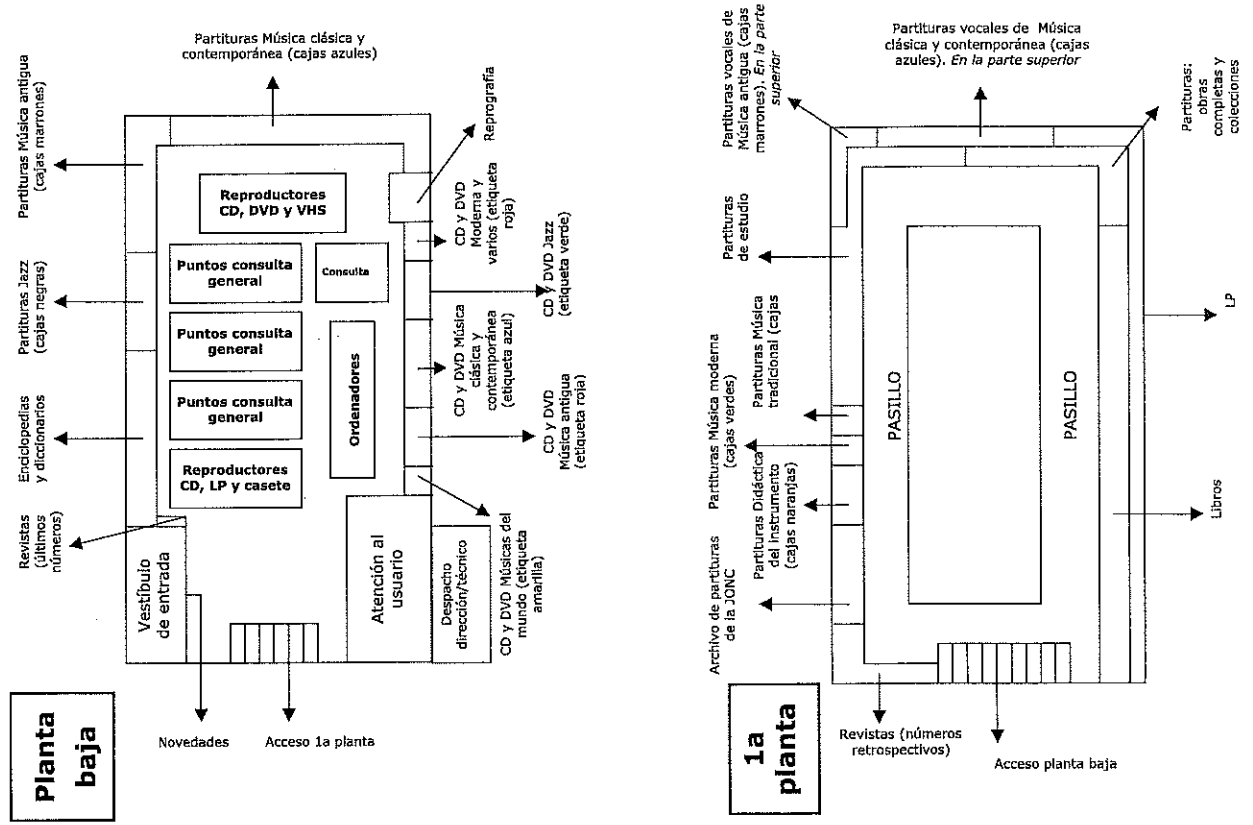 Planta
baja
Partituras Música clásica y
contemporánea (cajas azules)
Partituras Música antigua
(cajas marrones)
Partituras Jazz
(cajas negras)
Enciclopedias
y diccionarios
Revistas
(últimos
números)
Vestíbulo
de entrada
Novedades
Acceso 1a planta
Reproductores
CD, DVD y VHS
Puntos consulta
general
Consulta
Puntos consulta
general
Puntos consulta
general
Ordenadores
Reproductores
CD, LP y casete
Atención al
usuario
Despacho
dirección/técnico
Reprografía
CD y DVD
Moderna y
varios (etiqueta
roja)
CD y DVD Jazz
(etiqueta verde)
CD y DVD Música
clásica y
contemporánea
(etiqueta azul)
CD y DVD
Música antigua
(etiqueta roja)
CD y DVD Músicas del
mundo (etiqueta
amarilla)
1a
planta
Partituras vocales de
Música antigua (cajas
marrones). En la parte
superior
Partituras vocales de Música
clásica y contemporánea (cajas
azules). En la parte superior
Partituras:
obras
completas y
colecciones
Partituras
de estudio
Partituras Música
tradicional (cajas
Partituras Música moderna
(cajas verdes)
Partituras Didáctica
del instrumento
(cajas naranjas)
Archivo de partituras
de la JONC
PASILLO
PASILLO
LP
Libros
Revistas (números
retrospectivos)
Acceso planta baja